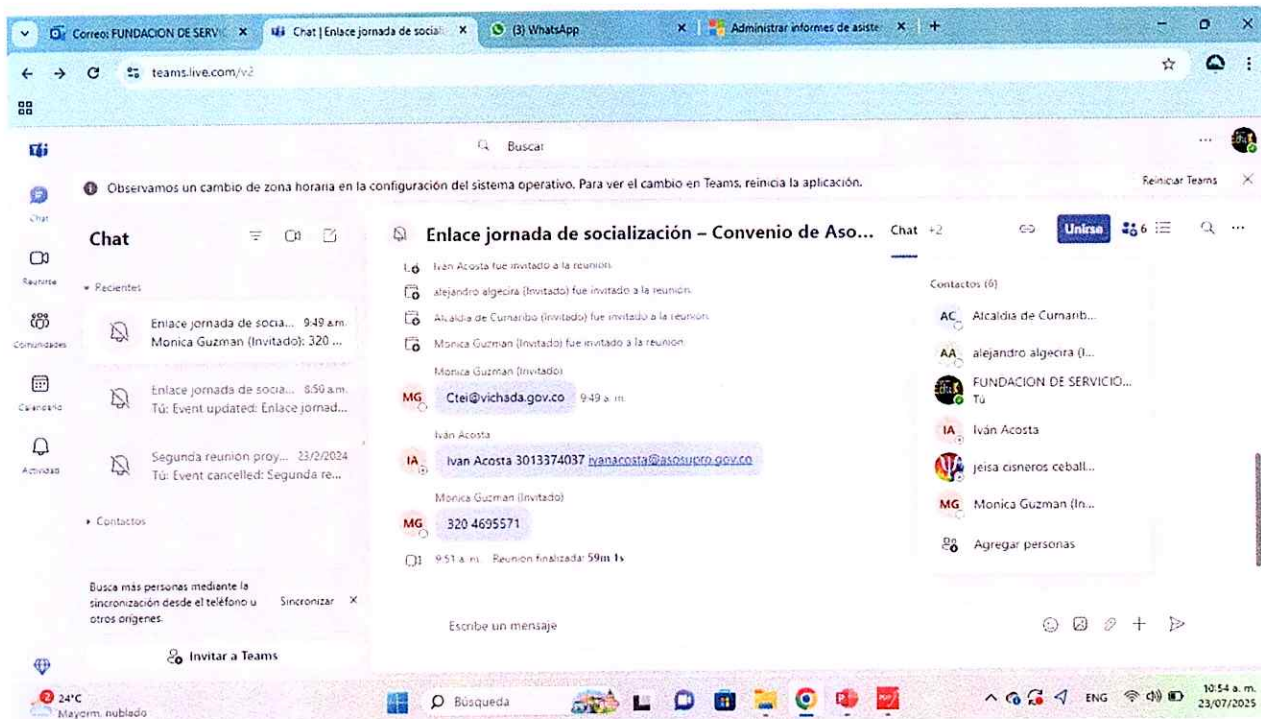 Correo: FUNDACION DE SERVIC
Chat | Enlace jornada de social
(3) WhatsApp
Administrar informes de asiste
teams.live.com/v2
Buscar
Observamos un cambio de zona horaria en la configuración del sistema operativo. Para ver el cambio en Teams, reinicia la aplicación.
Reiniciar Teams
Chat
Reunirse
Comunidades
Calendario
Actividad
Chat
Recientes
Enlace jornada de socia... 9:49 a.m.
Monica Guzman (Invitado): 320 ...
Enlace jornada de socia... 8:50 a.m.
Tú: Event updated: Enlace jornad...
Segunda reunion proy... 23/2/2024
Tú: Event cancelled: Segunda re...
Contactos
Busca más personas mediante la
sincronización desde el teléfono u
otros orígenes.
Sincronizar
Invitar a Teams
Enlace jornada de socialización – Convenio de Aso...
Chat +2
Unirse
6
Iván Acosta fue invitado a la reunión.
alejandro algecira (Invitado) fue invitado a la reunión.
Alcaldia de Cumaribo (Invitado) fue invitado a la reunión.
Monica Guzman (Invitado) fue invitado a la reunión.
Monica Guzman (Invitado)
MG
Ctei@vichada.gov.co 9:49 a. m.
Iván Acosta
IA
Ivan Acosta 3013374037 ivanacosta@asosupro.gov.co
Monica Guzman (Invitado)
MG
320 4695571
9:51 a. m. Reunión finalizada: 59m 1s
Escribe un mensaje
Contactos (6)
AC Alcaldia de Cumarib...
AA alejandro algecira (I...
FUNDACION DE SERVICIO...
Tú
IA Iván Acosta
jeisa cisneros ceball...
MG Monica Guzman (In...
Agregar personas
2
24°C
Mayorm. nublado
Búsqueda
ENG
10:54 a. m.
23/07/2025